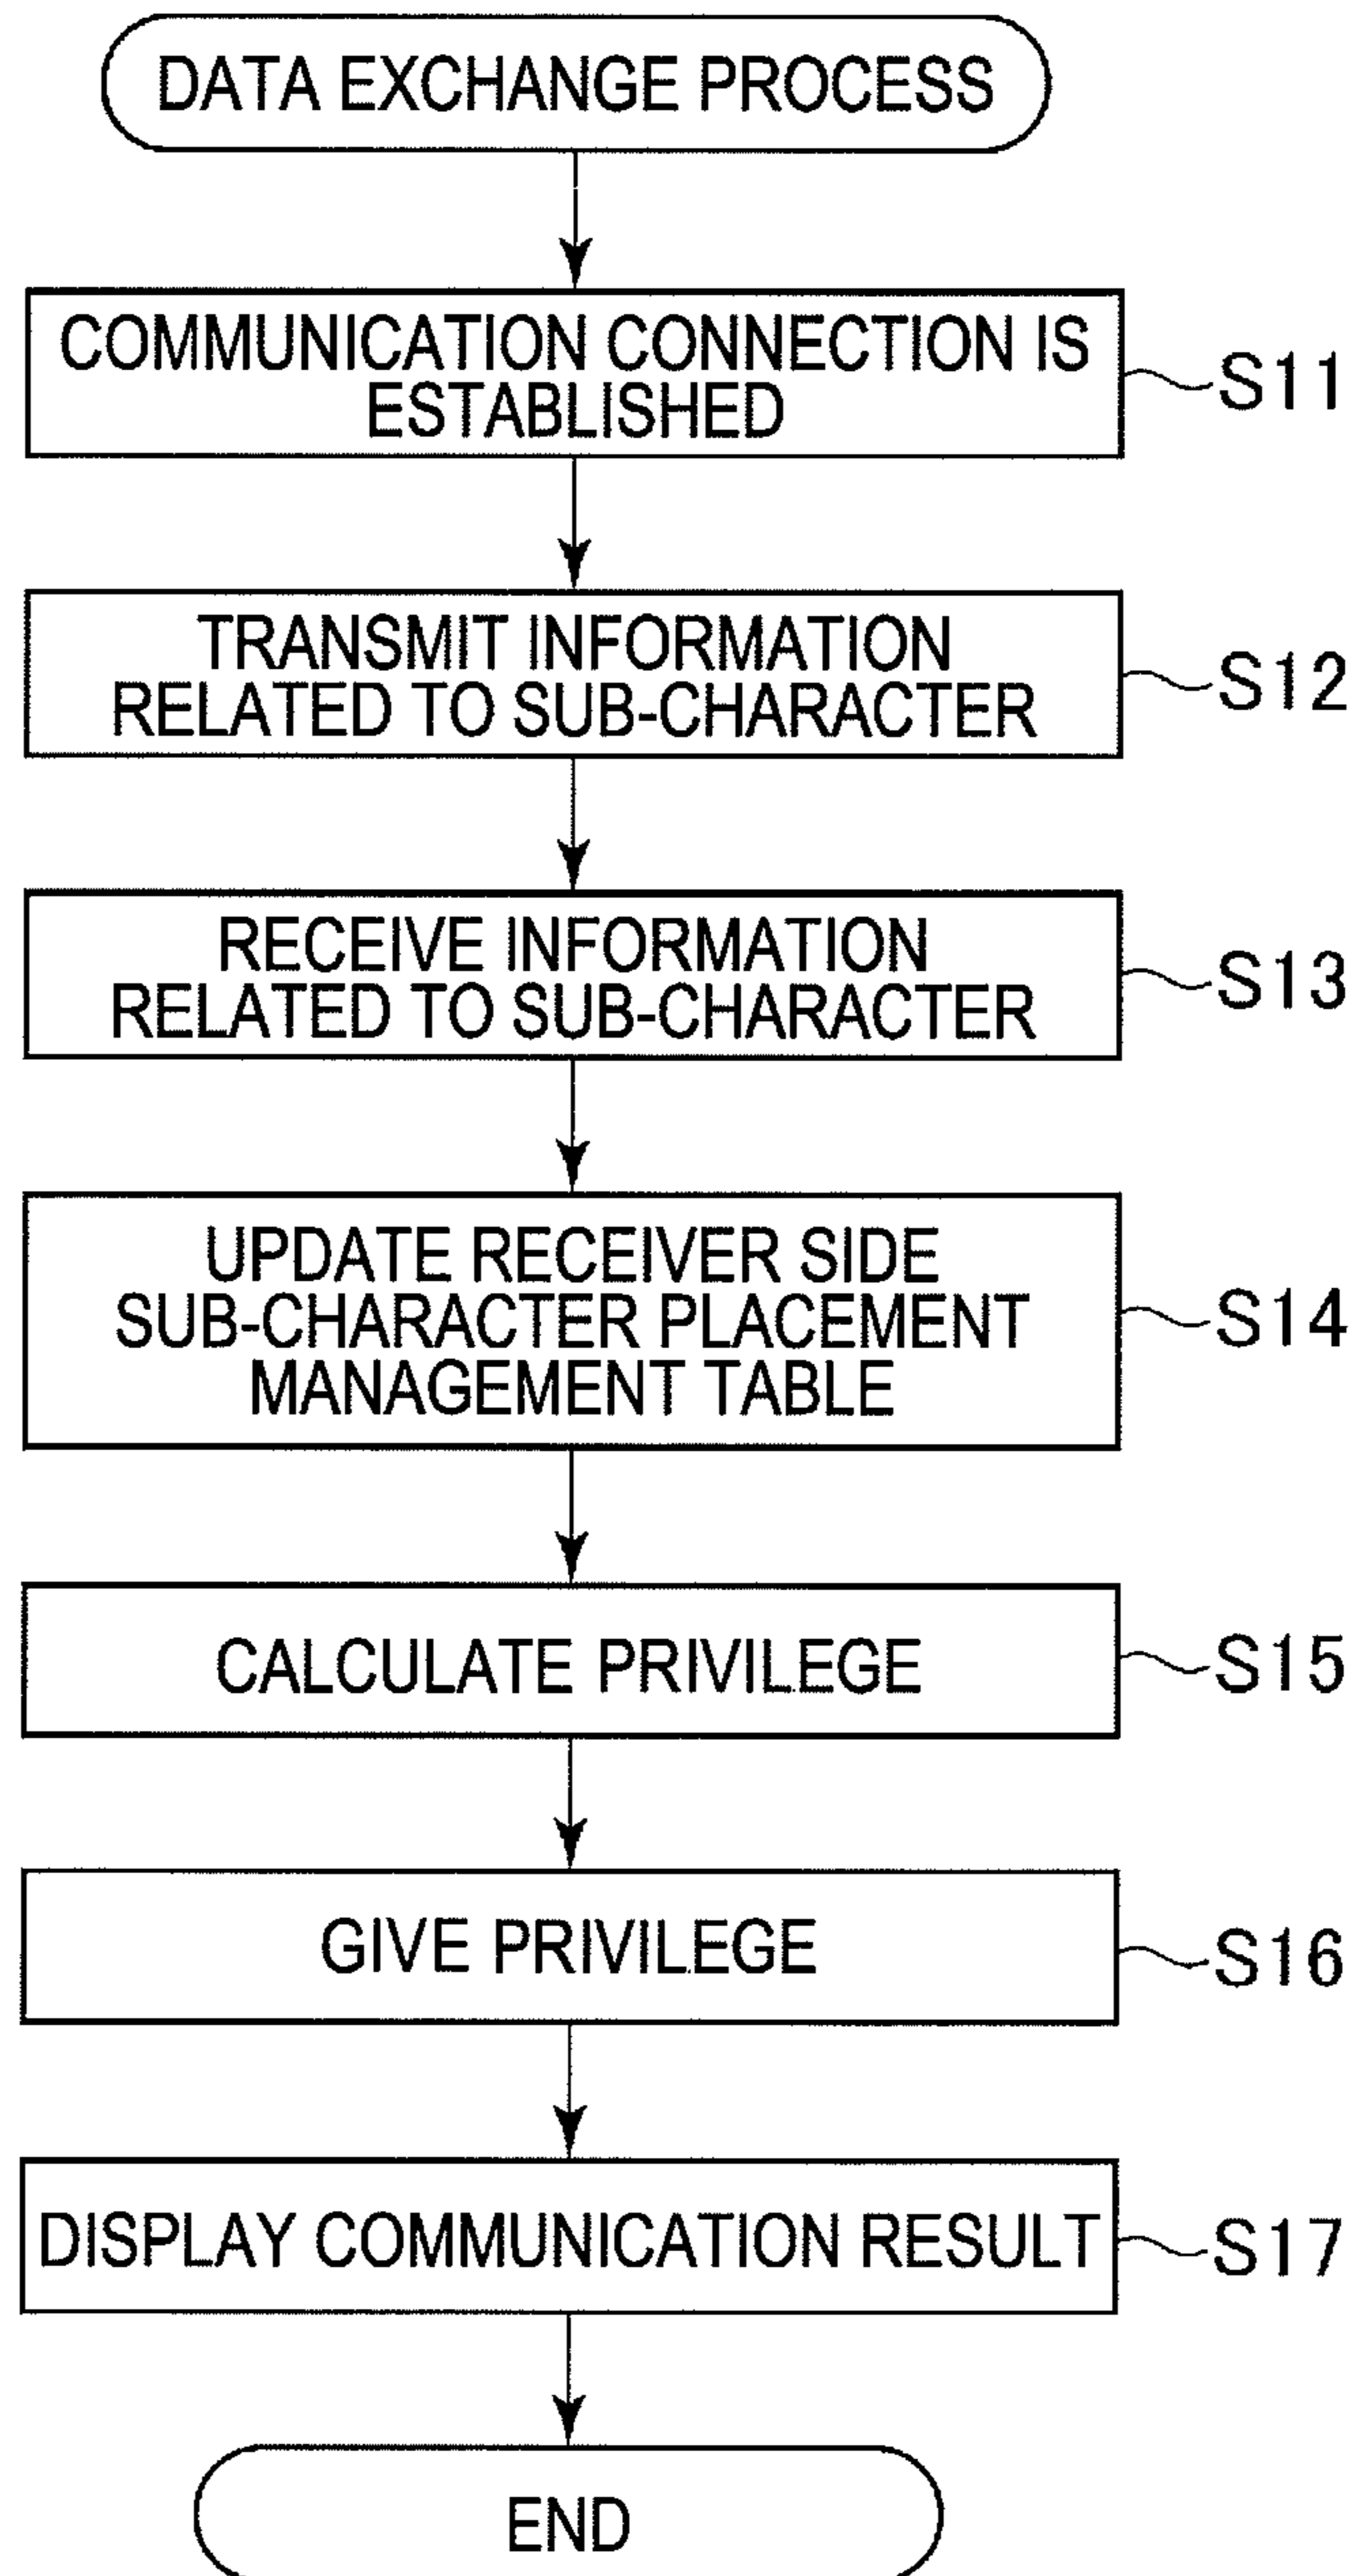 DATA EXCHANGE PROCESS
COMMUNICATION CONNECTION IS
ESTABLISHED
S11
TRANSMIT INFORMATION
RELATED TO SUB-CHARACTER
S12
RECEIVE INFORMATION
RELATED TO SUB-CHARACTER
S13
UPDATE RECEIVER SIDE
SUB-CHARACTER PLACEMENT
MANAGEMENT TABLE
S14
CALCULATE PRIVILEGE
S15
GIVE PRIVILEGE
S16
DISPLAY COMMUNICATION RESULT
S17
END